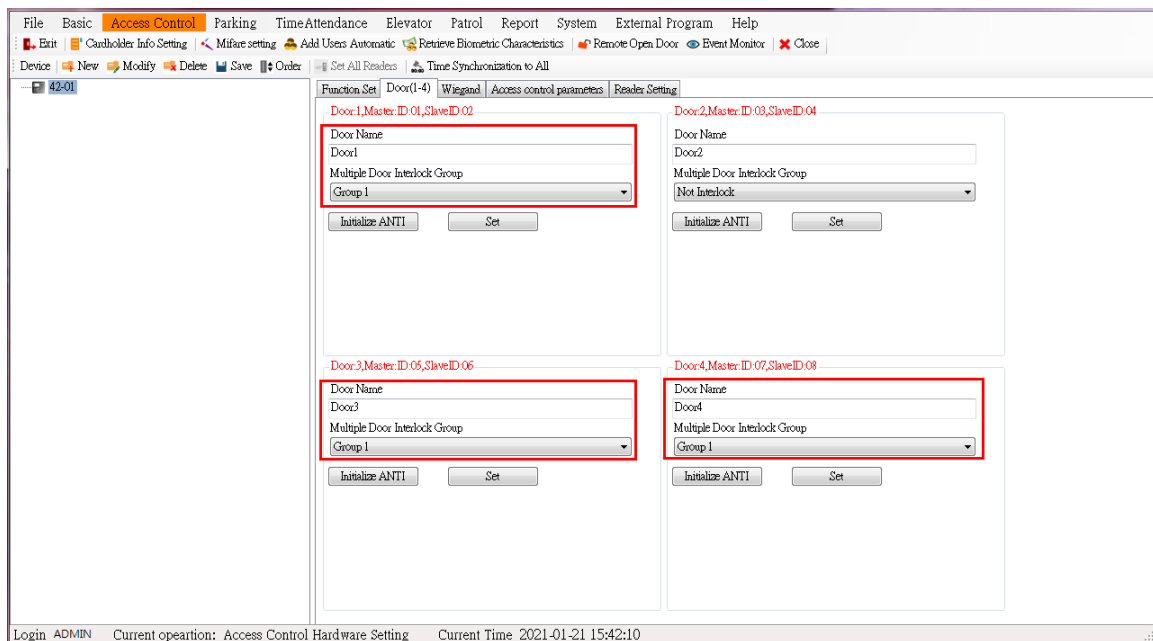 File Basic Access Control Parking TimeAttendance Elevator Patrol Report System External Program Help
Exit Cardholder Info Setting Mifare setting Add Users Automatic Retrieve Biometric Characteristics Remote Open Door Event Monitor Close
Device New Modify Delete Save Order Set All Readers Time Synchronization to All
42-01
Function Set Door(1-4) Wiegand Access control parameters Reader Setting
Door:1,Master:ID:01,SlaveID:02
Door Name
Door1
Multiple Door Interlock Group
Group 1
Initialize ANTI Set
Door:2,Master:ID:03,SlaveID:04
Door Name
Door2
Multiple Door Interlock Group
Not Interlock
Initialize ANTI Set
Door:3,Master:ID:05,SlaveID:06
Door Name
Door3
Multiple Door Interlock Group
Group 1
Initialize ANTI Set
Door:4,Master:ID:07,SlaveID:08
Door Name
Door4
Multiple Door Interlock Group
Group 1
Initialize ANTI Set
Login ADMIN Current opeartion: Access Control Hardware Setting Current Time 2021-01-21 15:42:10